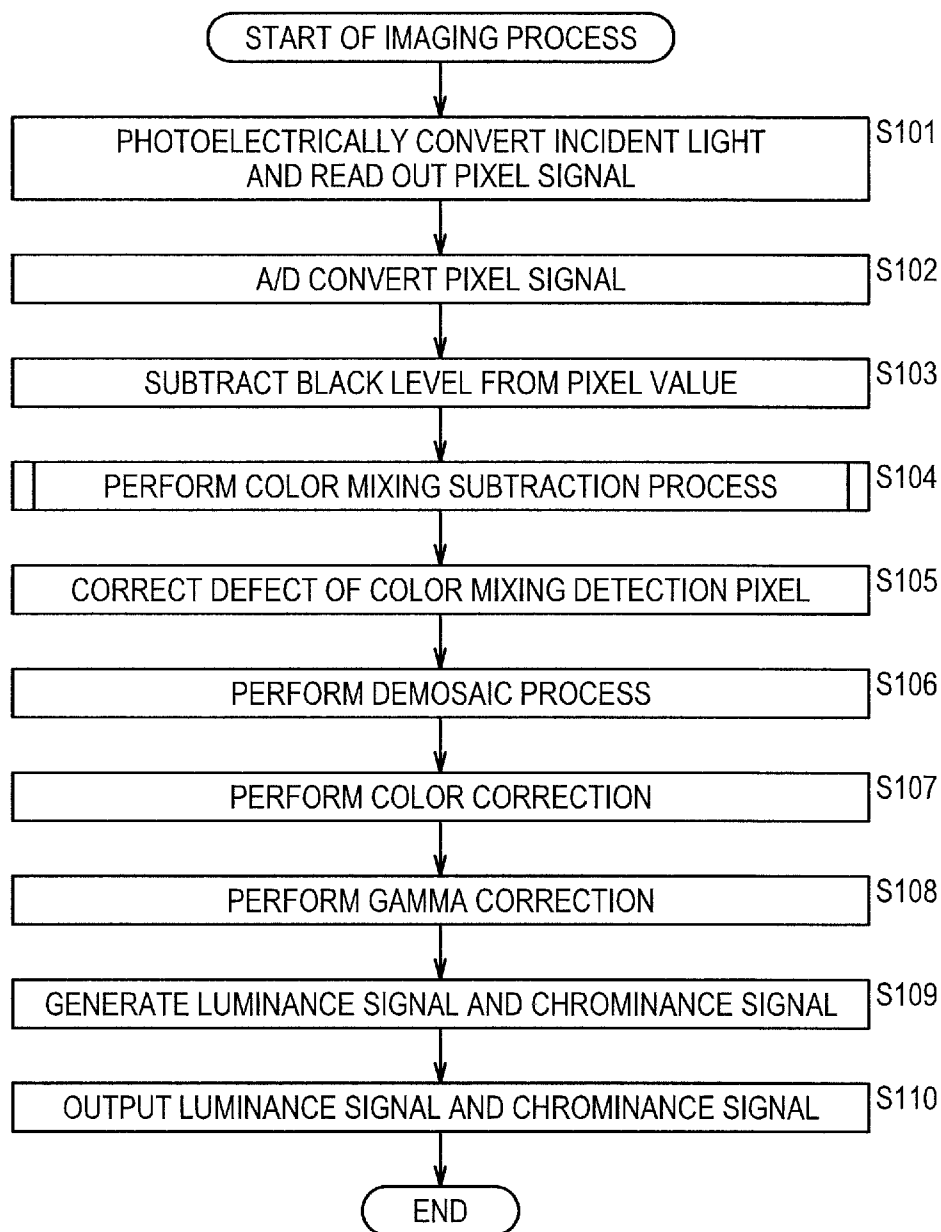 START OF IMAGING PROCESS
PHOTOELECTRICALLY CONVERT INCIDENT LIGHT
AND READ OUT PIXEL SIGNAL
S101
A/D CONVERT PIXEL SIGNAL
S102
SUBTRACT BLACK LEVEL FROM PIXEL VALUE
S103
PERFORM COLOR MIXING SUBTRACTION PROCESS
S104
CORRECT DEFECT OF COLOR MIXING DETECTION PIXEL
S105
PERFORM DEMOSAIC PROCESS
S106
PERFORM COLOR CORRECTION
S107
PERFORM GAMMA CORRECTION
S108
GENERATE LUMINANCE SIGNAL AND CHROMINANCE SIGNAL
S109
OUTPUT LUMINANCE SIGNAL AND CHROMINANCE SIGNAL
S110
END